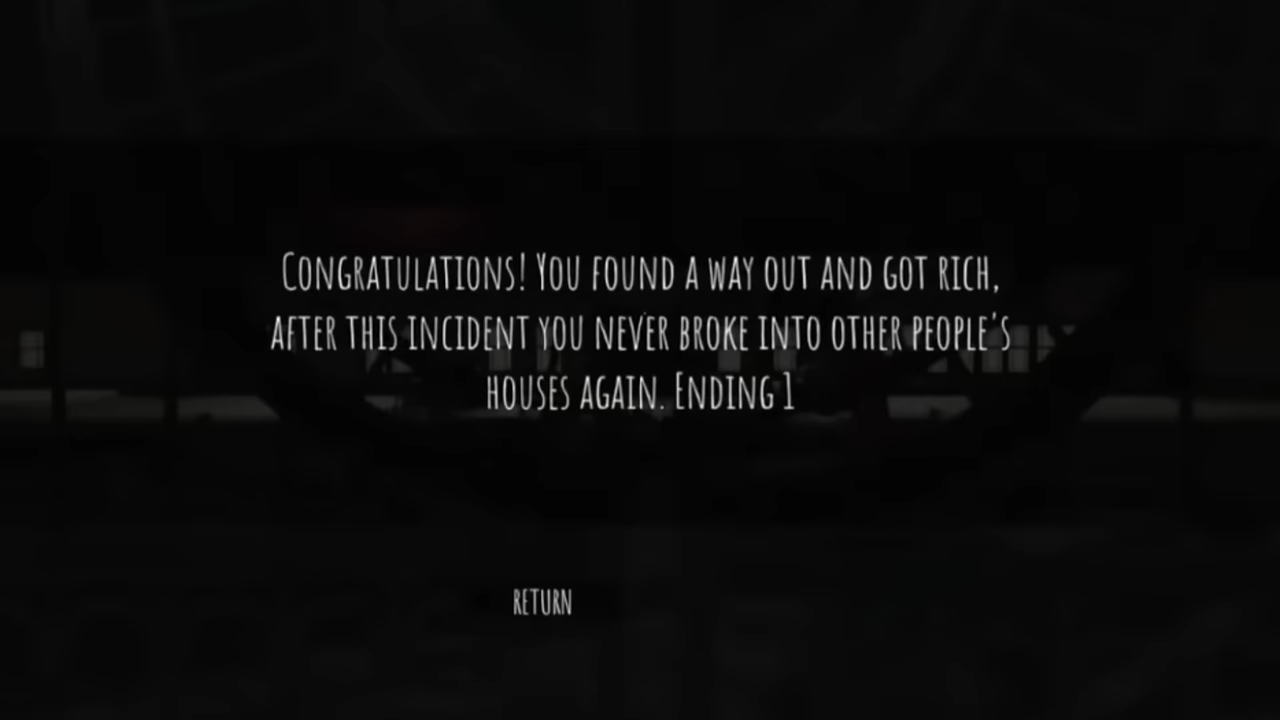 Congratulations! You found a way out and got rich,
after this incident you never broke into other people's
houses again. Ending 1
return